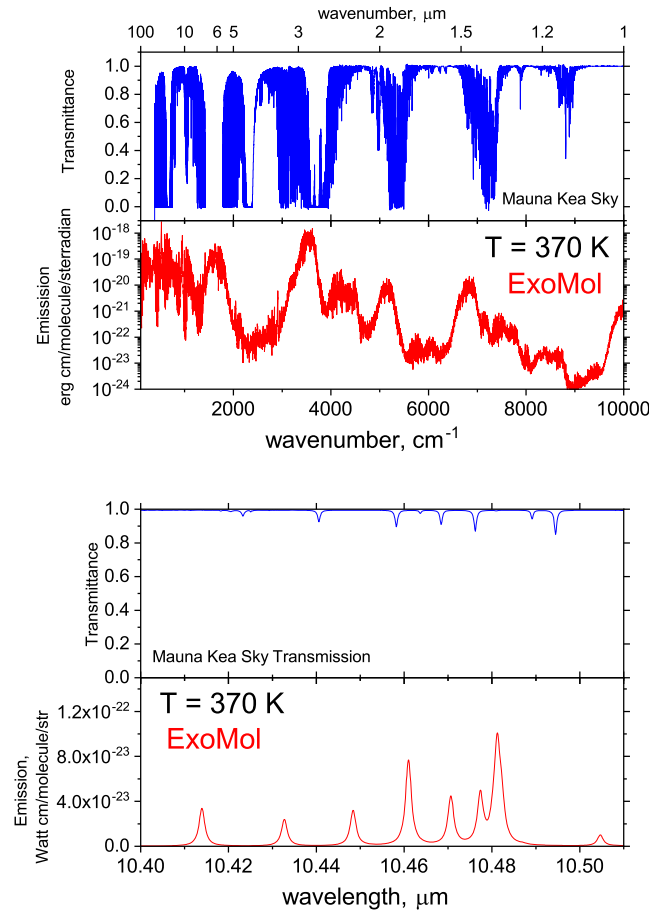 wavenumber, μm
100 10 6 5 3 2 1.5 1.2 1
1.0
0.8
0.6
0.4
0.2
0.0
Transmittance
Mauna Kea Sky
10-18
10-19
10-20
10-21
10-22
10-23
10-24
Emissision
erg cm/molecule/sterradian
T = 370 K
ExoMol
2000 4000 6000 8000 10000
wavenumber, cm-1
1.0
0.8
0.6
0.4
0.2
0.0
Transmittance
Mauna Kea Sky Transmission
1.2x10-22
8.0x10-23
4.0x10-23
0.0
Emission,
Watt cm/molecule/str
T = 370 K
ExoMol
10.40 10.42 10.44 10.46 10.48 10.50
wavelength, μm